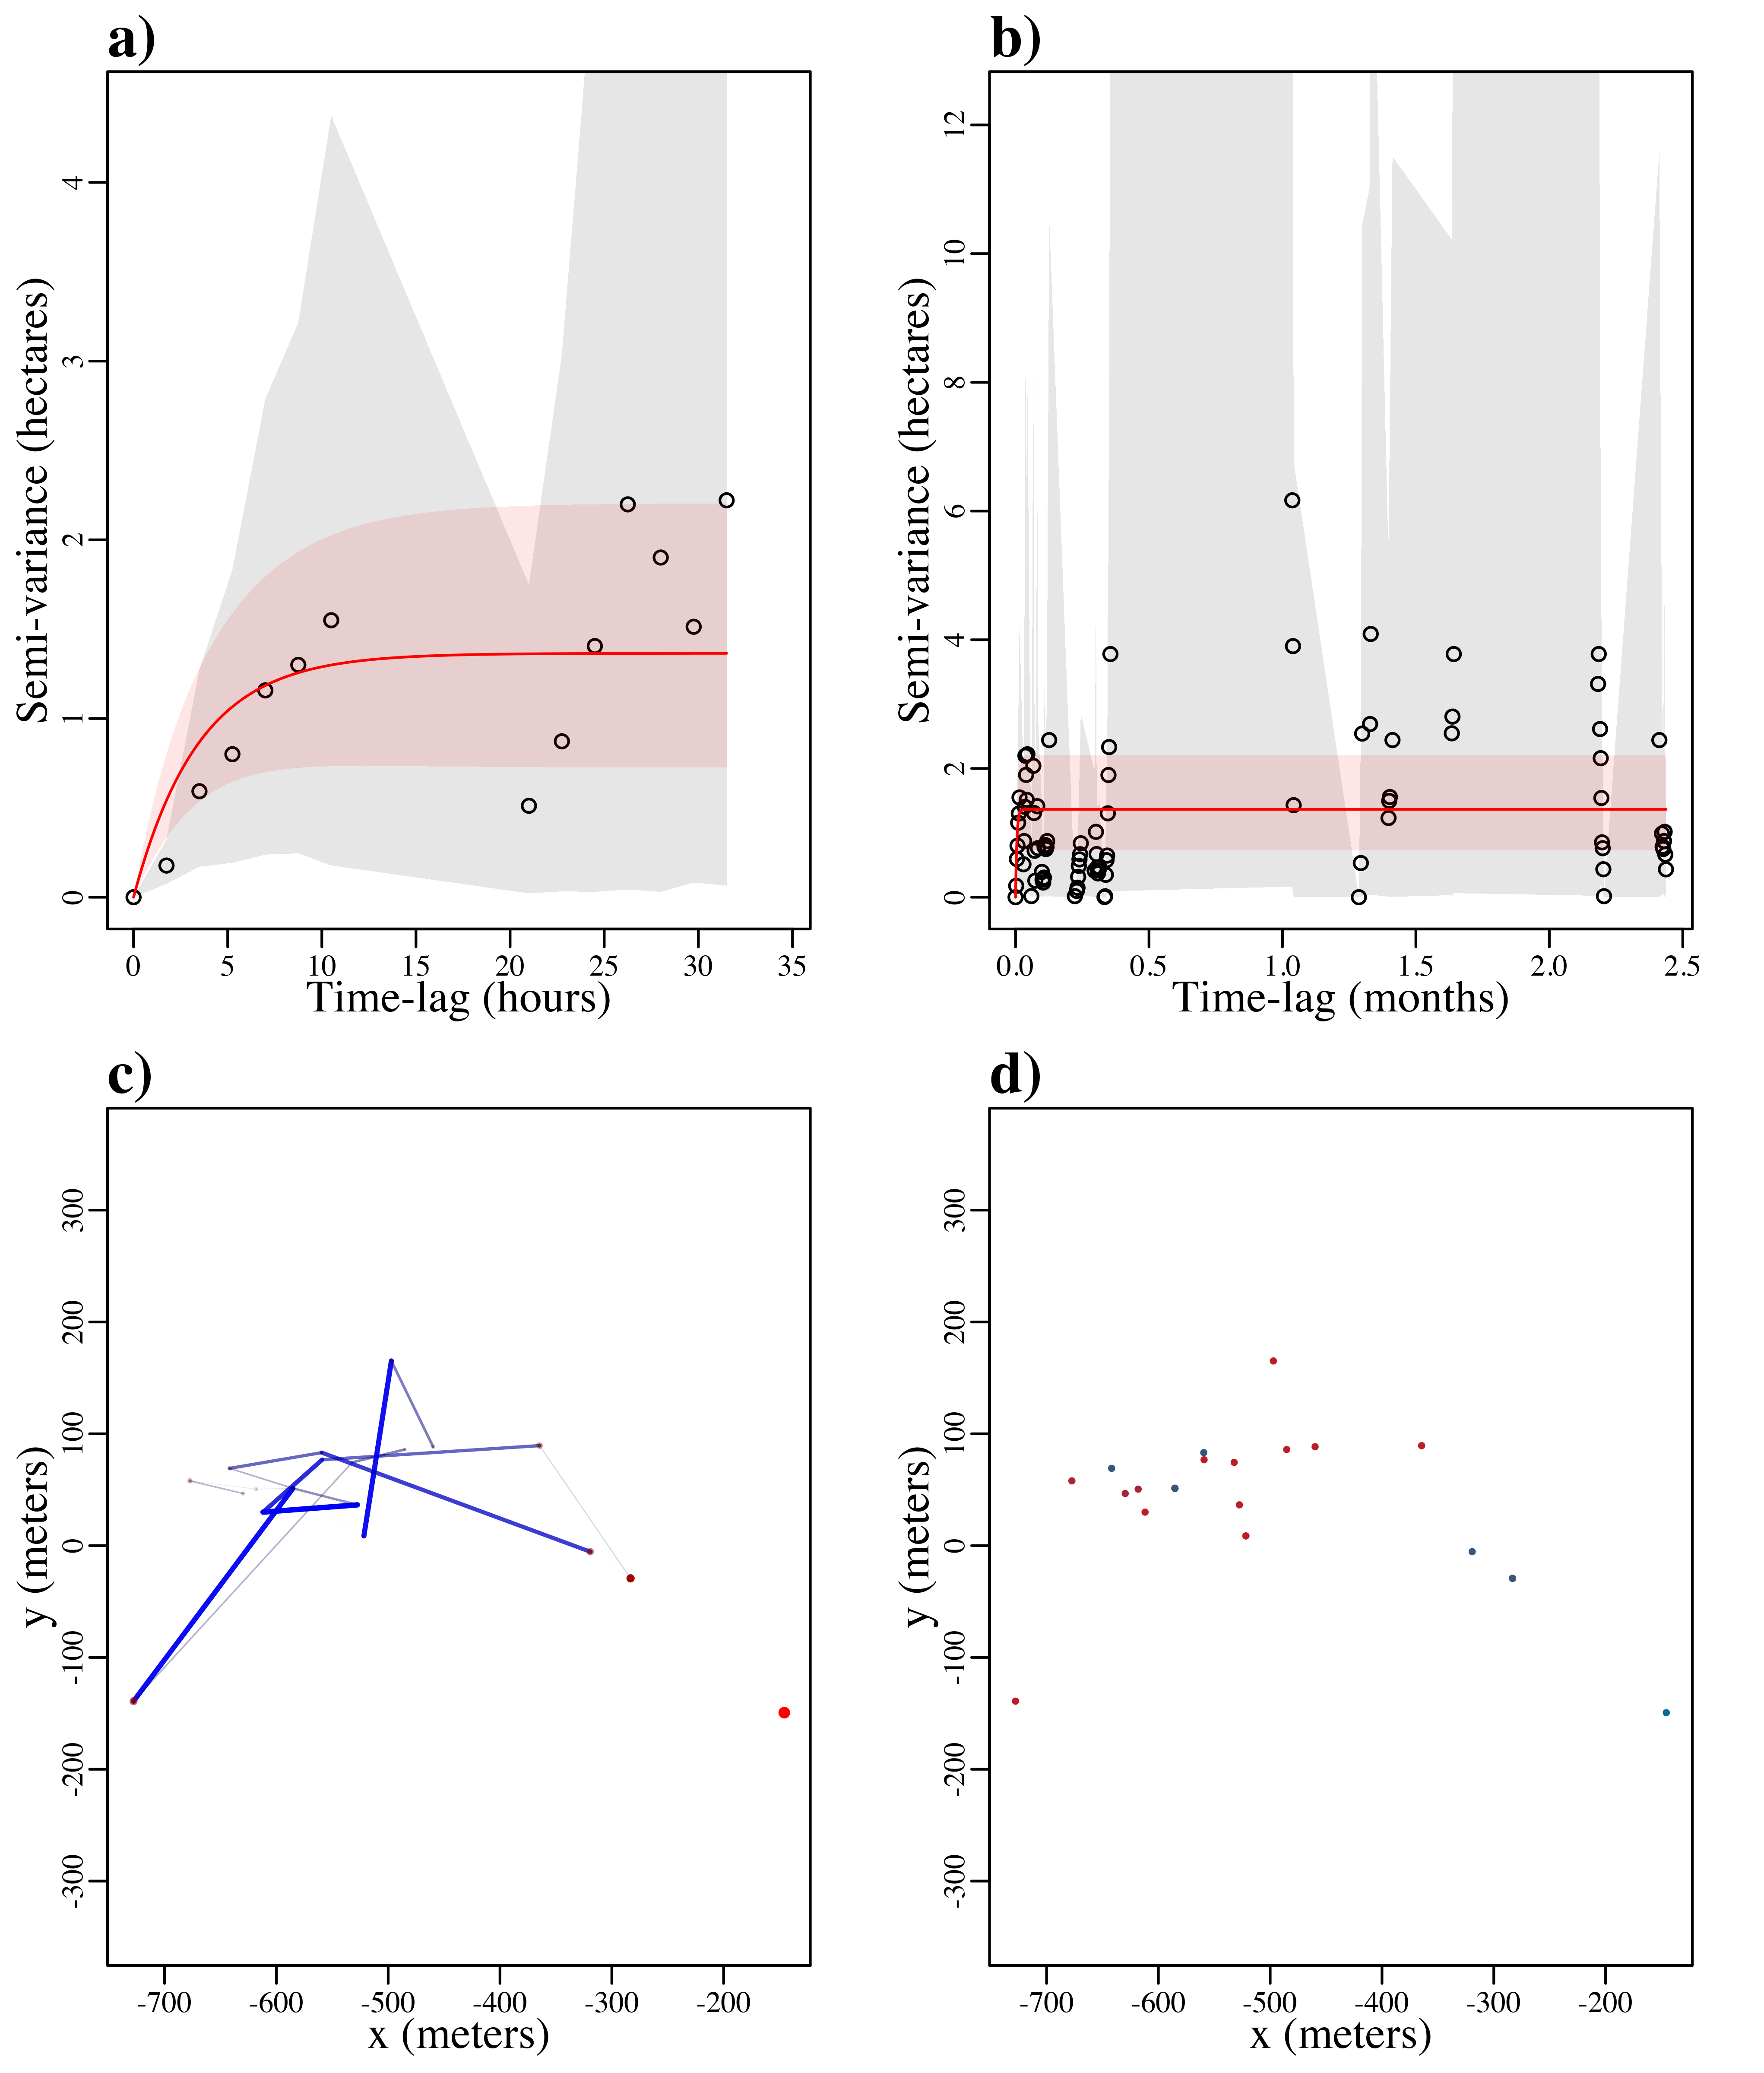 a)
Semi-variance (hectares)
4
3
2
1
0
0 5 10 15 20 25 30 35
Time-lag (hours)
b)
Semi-variance (hectares)
12
10
8
6
4
2
0
0.0 0.5 1.0 1.5 2.0 2.5
Time-lag (months)
c)
y (meters)
300
200
100
0
-100
-200
-300
-700 -600 -500 -400 -300 -200
x (meters)
d)
y (meters)
300
200
100
0
-100
-200
-300
-700 -600 -500 -400 -300 -200
x (meters)